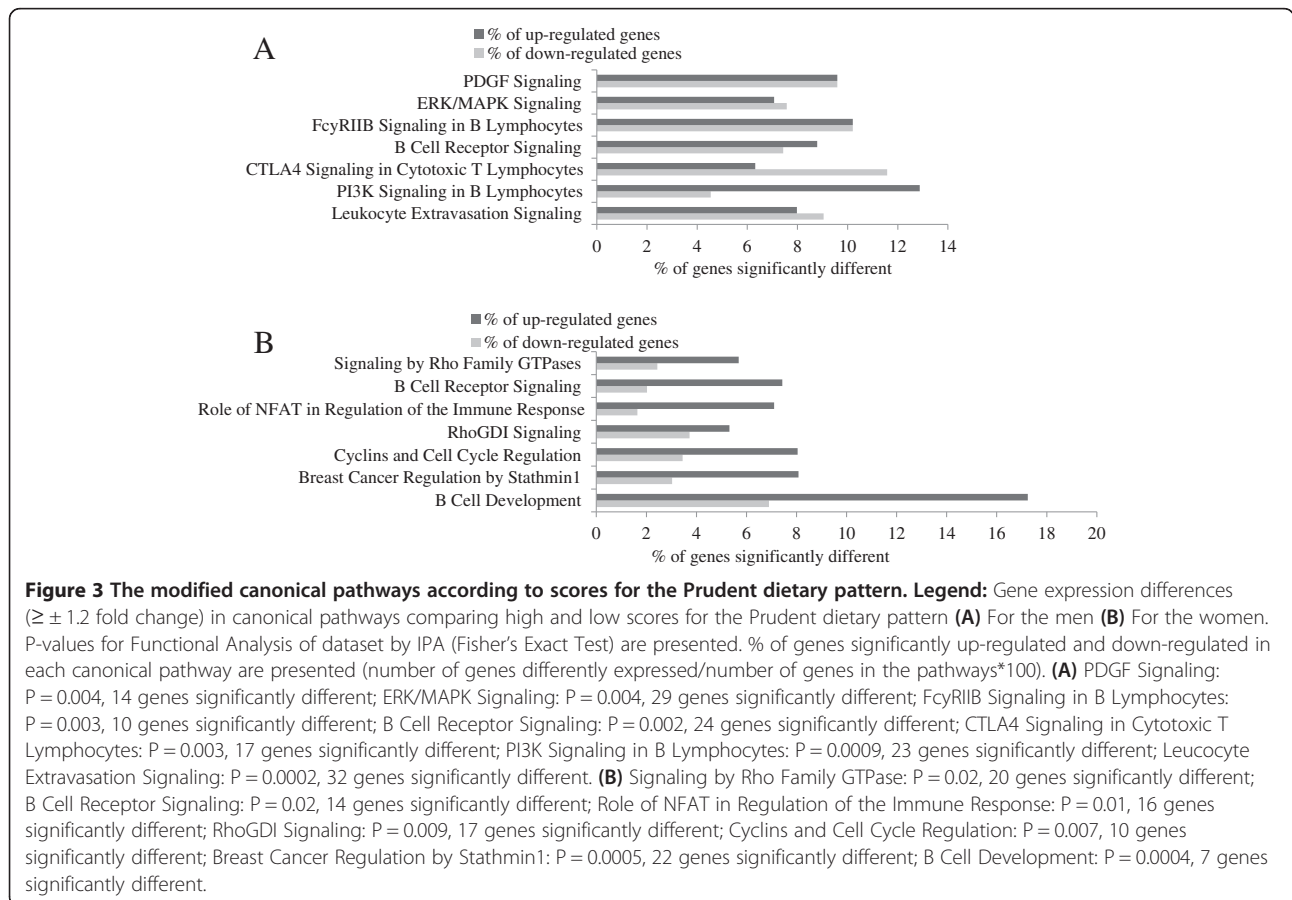 A
% of up-regulated genes
% of down-regulated genes
PDGF Signaling
ERK/MAPK Signaling
FcyRIIB Signaling in B Lymphocytes
B Cell Receptor Signaling
CTLA4 Signaling in Cytotoxic T Lymphocytes
PI3K Signaling in B Lymphocytes
Leukocyte Extravasation Signaling
0 2 4 6 8 10 12 14
% of genes significantly different
B
% of up-regulated genes
% of down-regulated genes
Signaling by Rho Family GTPases
B Cell Receptor Signaling
Role of NFAT in Regulation of the Immune Response
RhoGDI Signaling
Cyclins and Cell Cycle Regulation
Breast Cancer Regulation by Stathmin1
B Cell Development
0 2 4 6 8 10 12 14 16 18 20
% of genes significantly different
Figure 3 The modified canonical pathways according to scores for the Prudent dietary pattern. Legend: Gene expression differences
(≥ ± 1.2 fold change) in canonical pathways comparing high and low scores for the Prudent dietary pattern (A) For the men (B) For the women.
P-values for Functional Analysis of dataset by IPA (Fisher's Exact Test) are presented. % of genes significantly up-regulated and down-regulated in
each canonical pathway are presented (number of genes differently expressed/number of genes in the pathways*100). (A) PDGF Signaling:
P = 0.004, 14 genes significantly different; ERK/MAPK Signaling: P = 0.004, 29 genes significantly different; FcyRIIB Signaling in B Lymphocytes:
P = 0.003, 10 genes significantly different; B Cell Receptor Signaling: P = 0.002, 24 genes significantly different; CTLA4 Signaling in Cytotoxic T
Lymphocytes: P = 0.003, 17 genes significantly different; PI3K Signaling in B Lymphocytes: P = 0.0009, 23 genes significantly different; Leucocyte
Extravasation Signaling: P = 0.0002, 32 genes significantly different. (B) Signaling by Rho Family GTPase: P = 0.02, 20 genes significantly different;
B Cell Receptor Signaling: P = 0.02, 14 genes significantly different; Role of NFAT in Regulation of the Immune Response: P = 0.01, 16 genes
significantly different; RhoGDI Signaling: P = 0.009, 17 genes significantly different; Cyclins and Cell Cycle Regulation: P = 0.007, 10 genes
significantly different; Breast Cancer Regulation by Stathmin1: P = 0.0005, 22 genes significantly different; B Cell Development: P = 0.0004, 7 genes
significantly different.